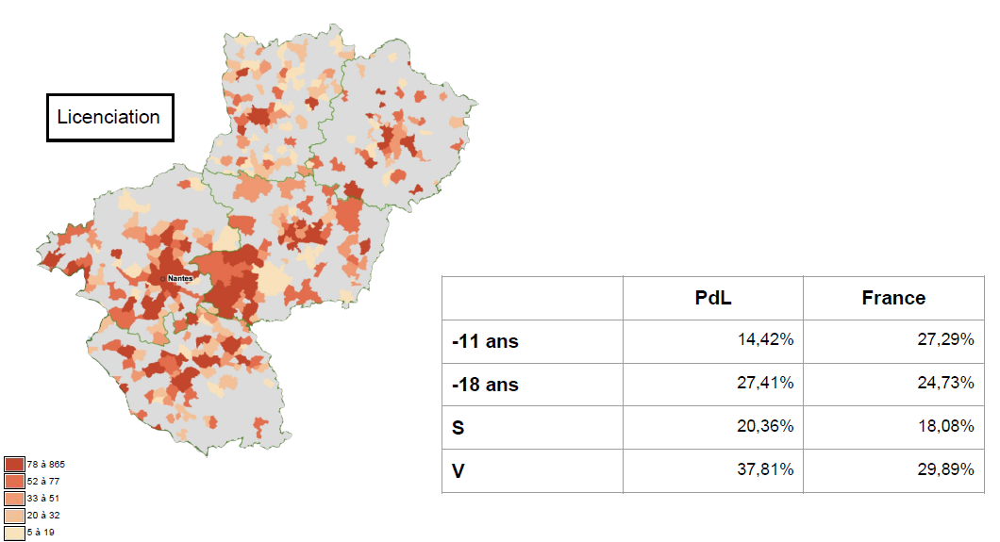 Licenciation
Nantes
78 à 865
52 à 77
33 à 51
20 à 32
5 à 19
PdL France
-11 ans 14,42% 27,29%
-18 ans 27,41% 24,73%
S 20,36% 18,08%
V 37,81% 29,89%